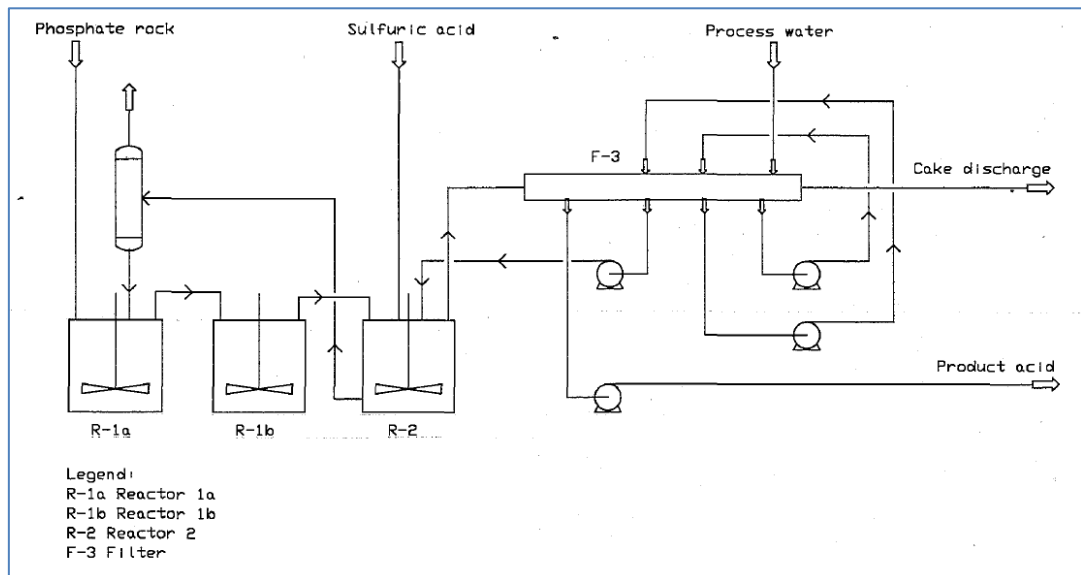 Phosphate rock
Sulfuric acid
Process water
F-3
Cake discharge
Product acid
R-1a
R-1b
R-2
Legend:
R-1a Reactor 1a
R-1b Reactor 1b
R-2 Reactor 2
F-3 Filter